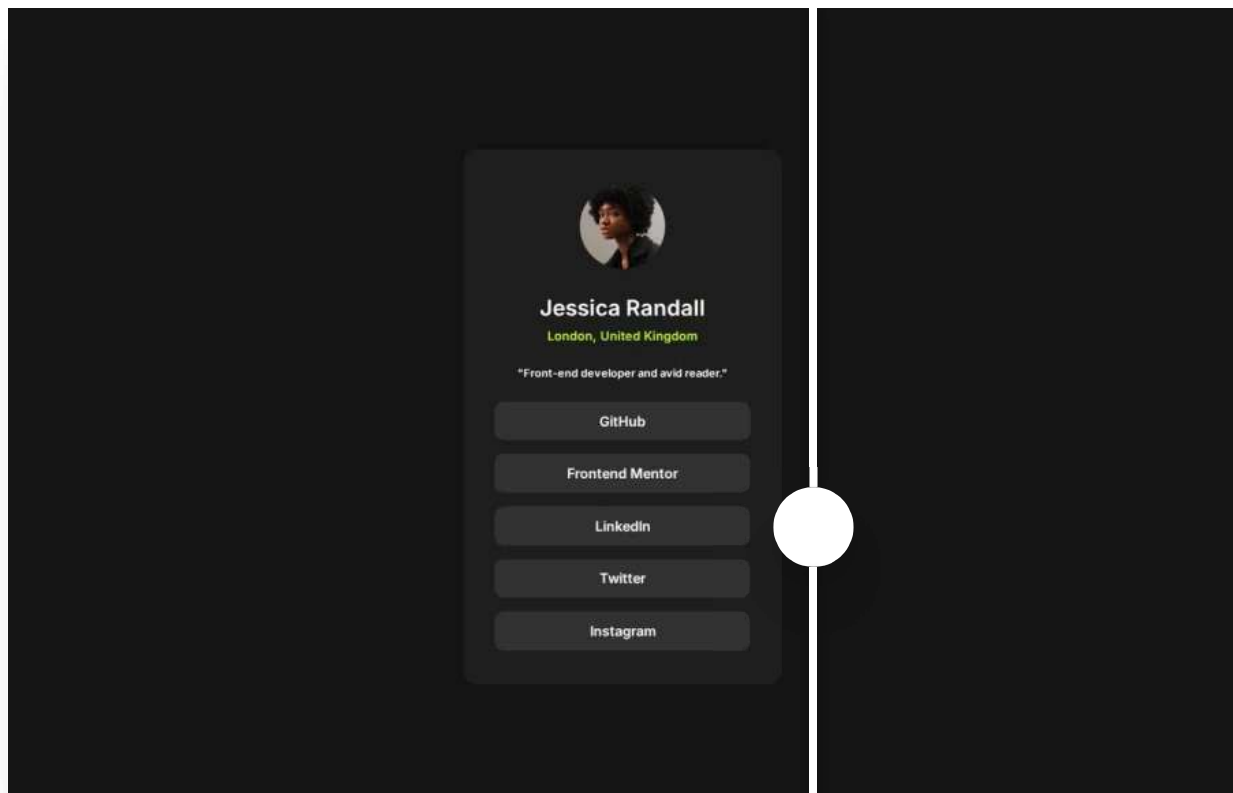 Jessica Randall
London, United Kingdom
"Front-end developer and avid reader."
GitHub
Frontend Mentor
LinkedIn
Twitter
Instagram